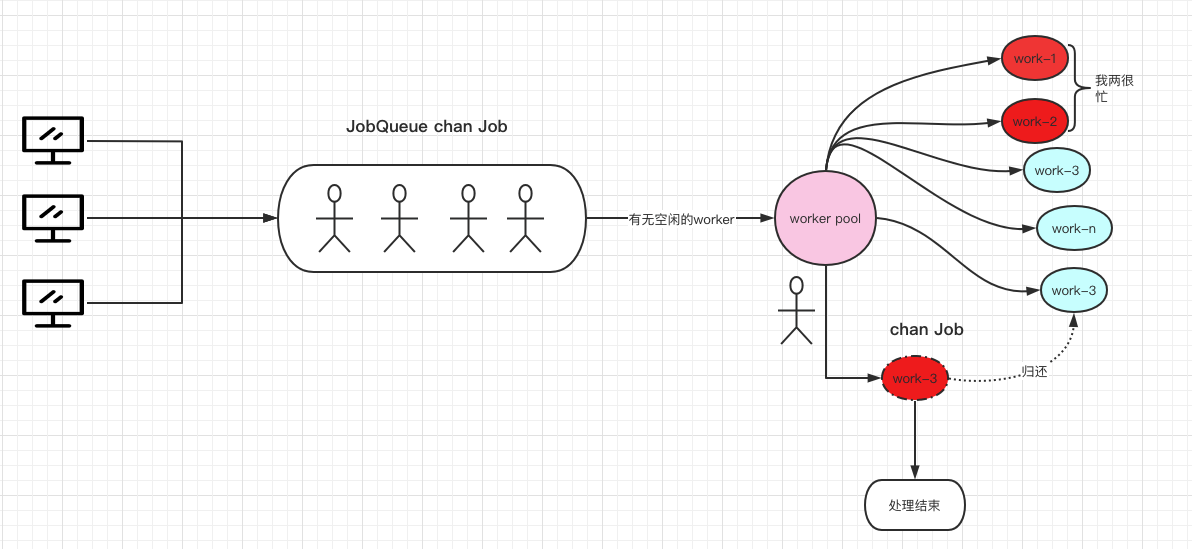 JobQueue chan Job
有无空闲的worker
worker pool
work-1
work-2
我两很
忙
work-3
work-n
work-3
chan Job
work-3
归还
处理结束